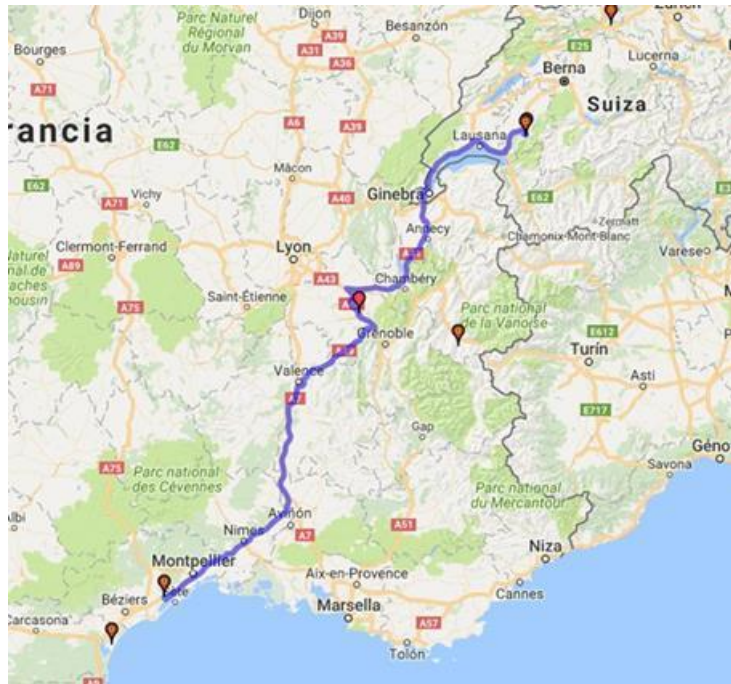 Parc Naturel
Régional
du Morvan
Dijon
A39
A31
A36
Besançon
Zúrich
Bourges
A71
E25
Lucerna
Berna
Suiza
rancia
A6
A39
E62
Lausana
Mâcon
E62
A71
Vichy
A40
Ginebra
E62
Annecy
Zermatt
Chamonix-Mont-Blanc
Varese
Clermont-Ferrand
Lyon
A89
A43
Chambéry
Saint-Étienne
A75
Parc national
de la Vanoise
Grenoble
E612
Turín
Valence
A7
Asti
E717
Gap
Génov
A75
Parc national
des Cévennes
Savona
Parc national
du Mercantour
Albi
Aviñón
A51
A7
Nimes
Niza
Montpellier
Aix-en-Provence
Cannes
Béziers
Marsella
Carcasona
A57
Tolón